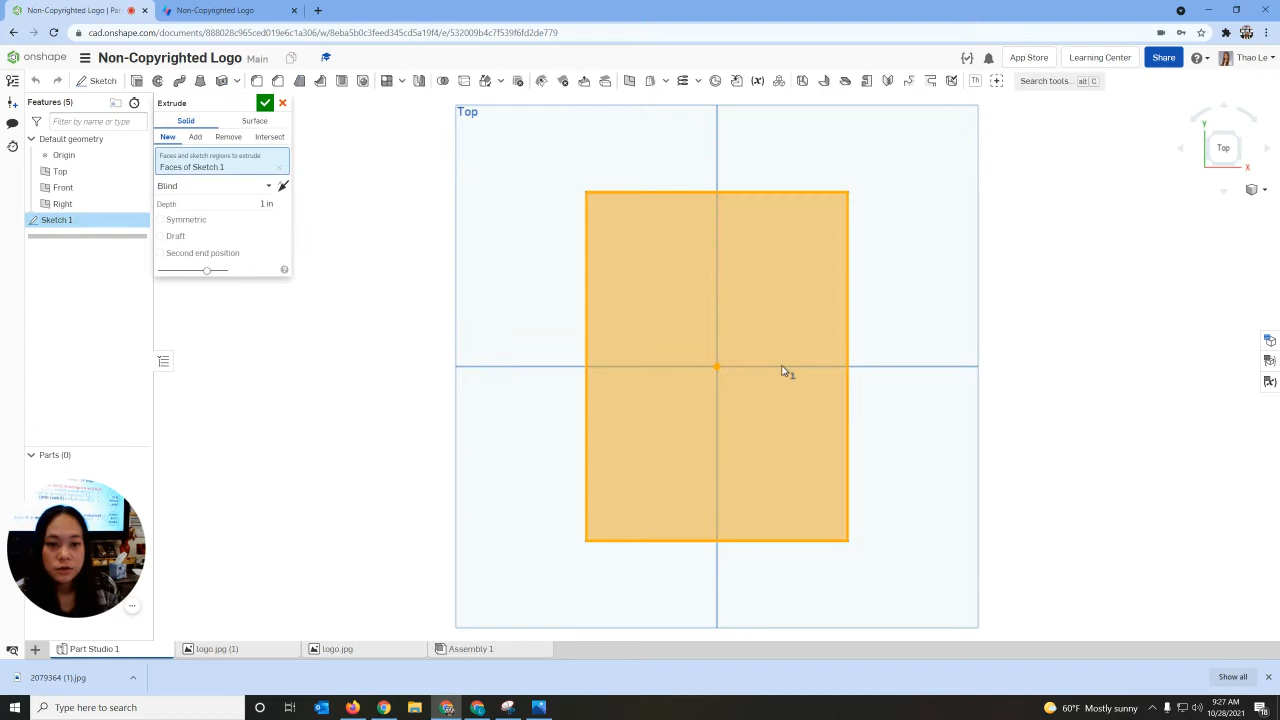 Non-Copyrighted Logo | Par
Non-Copyrighted Logo
cad.onshape.com/documents/888028c965ced019e6c1a306/w/8eba5b0c3feed345cd5a19f4/e/532009b4c7f539f6fd2de779
onshape
Non-Copyrighted Logo Main
App Store
Learning Center
Share
Thao Le
Sketch
Search tools...
alt C
Features (5)
Extrude
Filter by name or type
Solid Surface
Default geometry
New Add Remove Intersect
Origin
Faces and sketch regions to extrude
Faces of Sketch 1
Top
Front
Blind
Right
Depth 1 in
Sketch 1
Symmetric
Draft
Second end position
Top
1
Y
Top
X
Parts (0)
Part Studio 1
logo.jpg (1)
logo.jpg
Assembly 1
2079364 (1).jpg
Show all
Type here to search
60°F Mostly sunny
9:27 AM
10/28/2021